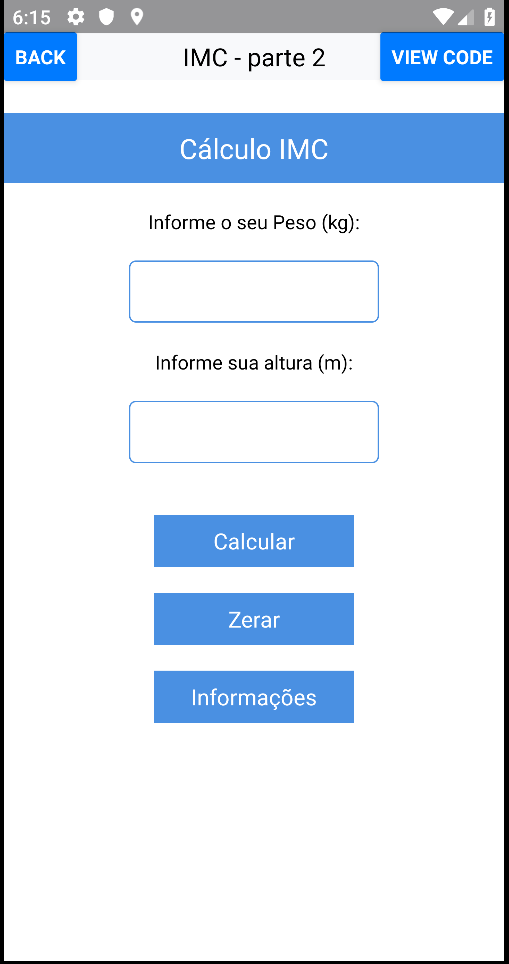 6:15
BACK IMC - parte 2 VIEW CODE
Cálculo IMC
Informe o seu Peso (kg):
Informe sua altura (m):
Calcular
Zerar
Informações